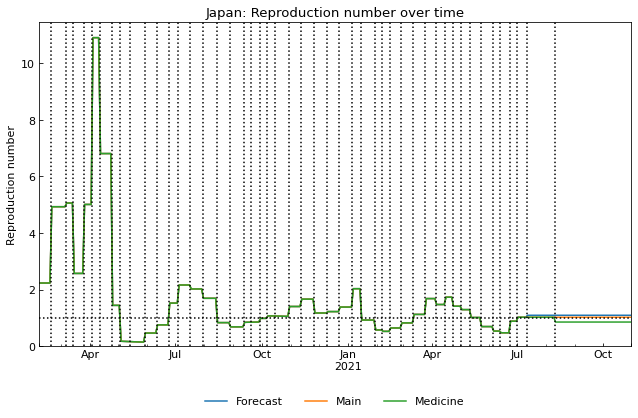 Japan: Reproduction number over time
Reproduction number
10
8
6
4
2
0
Apr Jul Oct Jan Apr Jul Oct
2021
Forecast Main Medicine